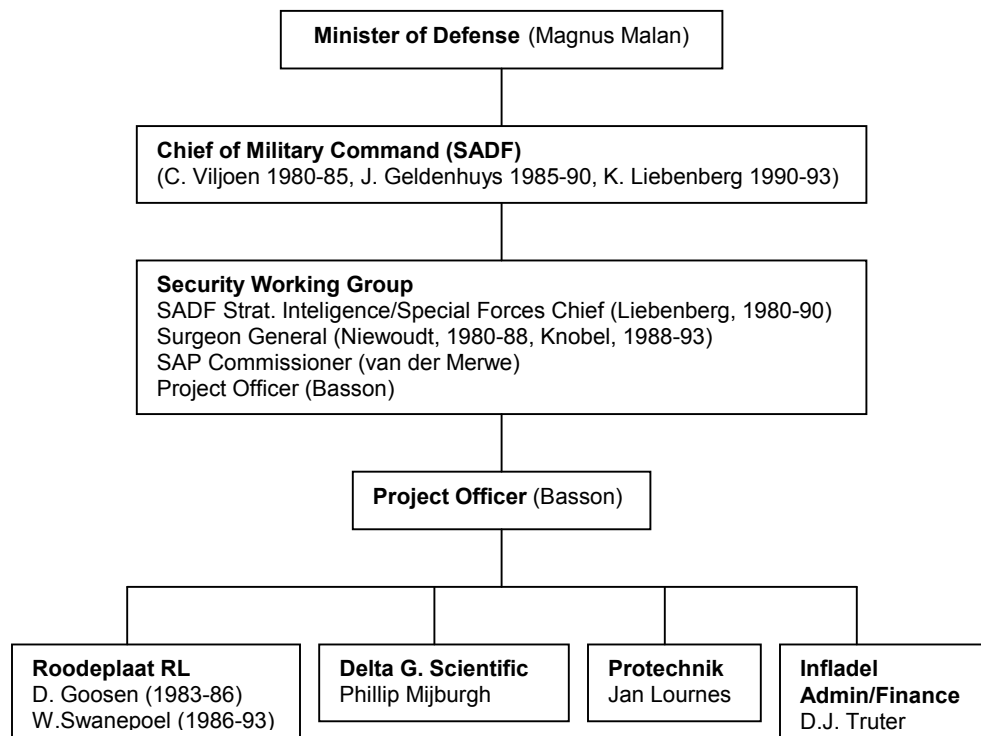 Minister of Defense (Magnus Malan)
Chief of Military Command (SADF)
(C. Viljoen 1980-85, J. Geldenhuys 1985-90, K. Liebenberg 1990-93)
Security Working Group
SADF Strat. Inteligence/Special Forces Chief (Liebenberg, 1980-90)
Surgeon General (Niewoudt, 1980-88, Knobel, 1988-93)
SAP Commissioner (van der Merwe)
Project Officer (Basson)
Project Officer (Basson)
Roodeplaat RL
D. Goosen (1983-86)
W.Swanepoel (1986-93)
Delta G. Scientific
Phillip Mijburgh
Protechnik
Jan Lournes
Infladel
Admin/Finance
D.J. Truter